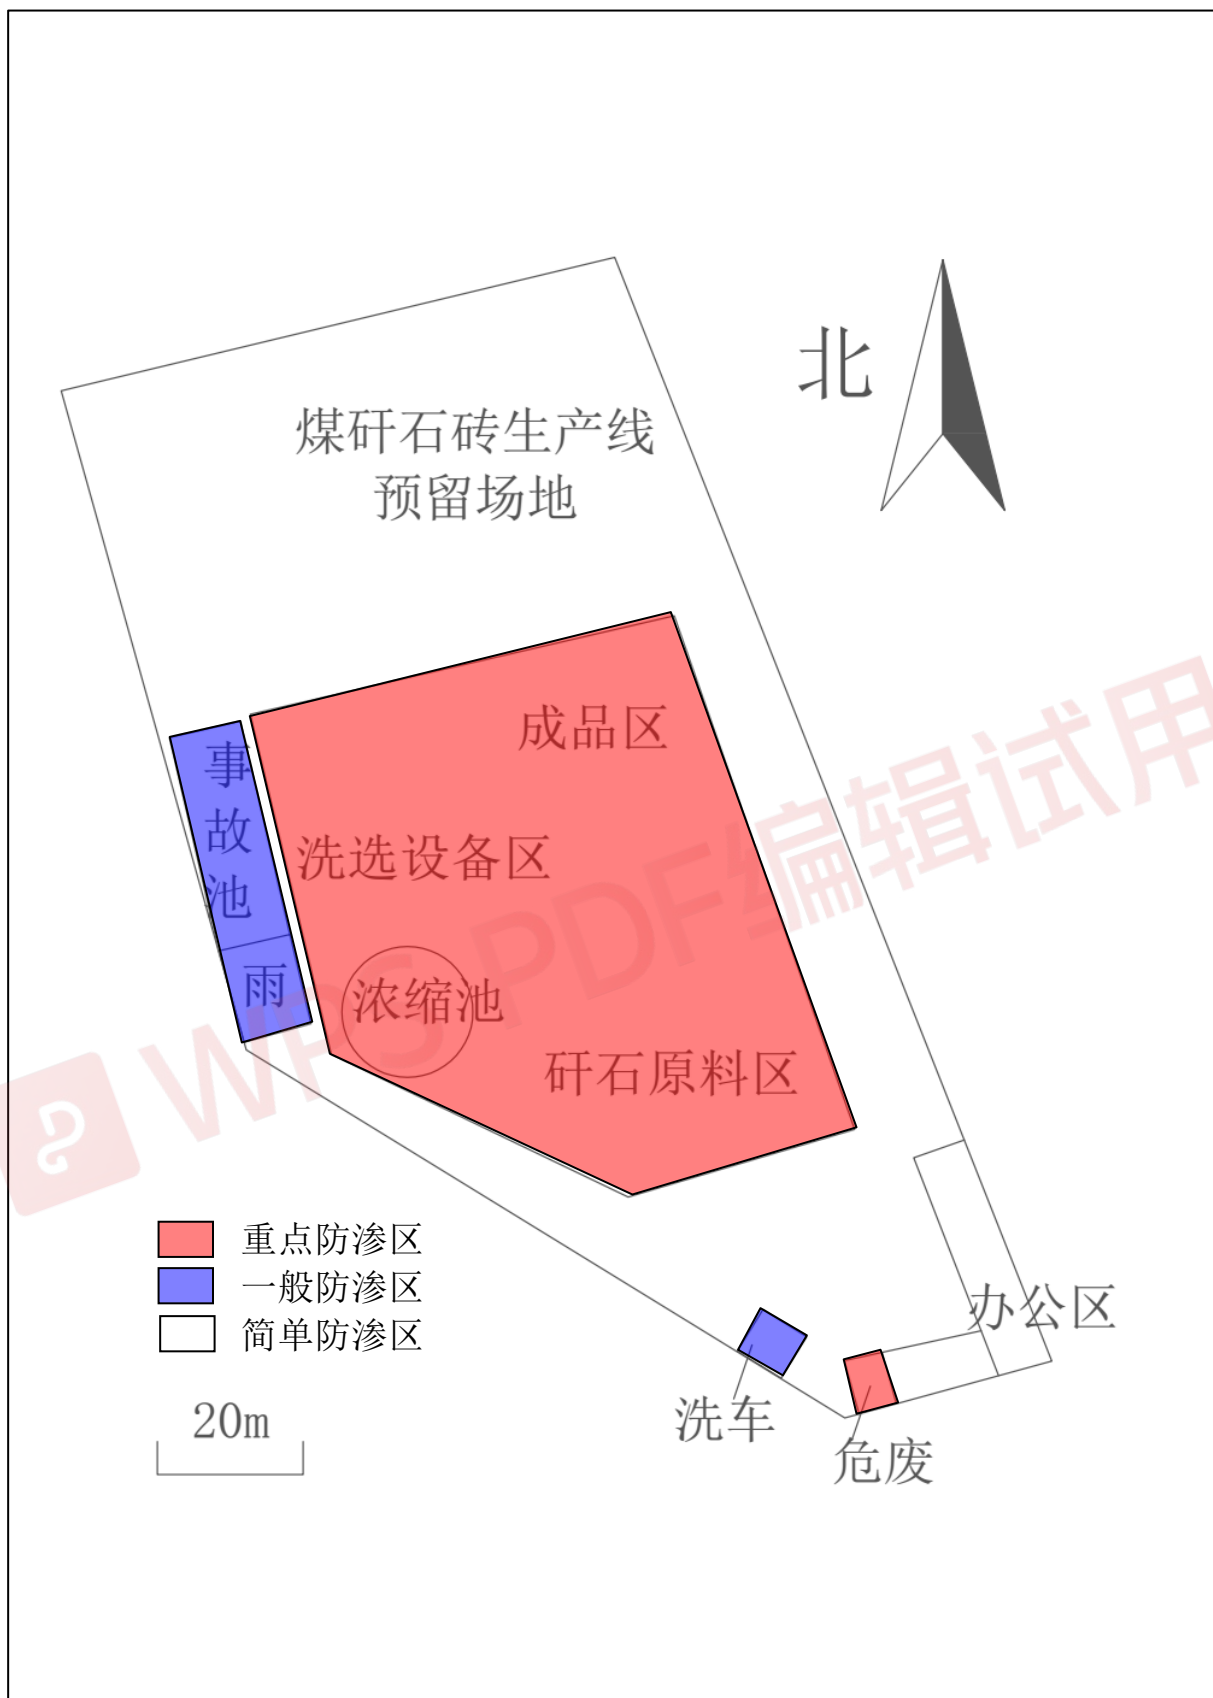 北
煤矸石砖生产线
预留场地
成品区
事故池
洗选设备区
雨
浓缩池
矸石原料区
WPS PDF编辑试用
重点防渗区
一般防渗区
简单防渗区
办公区
20m
洗车
危废